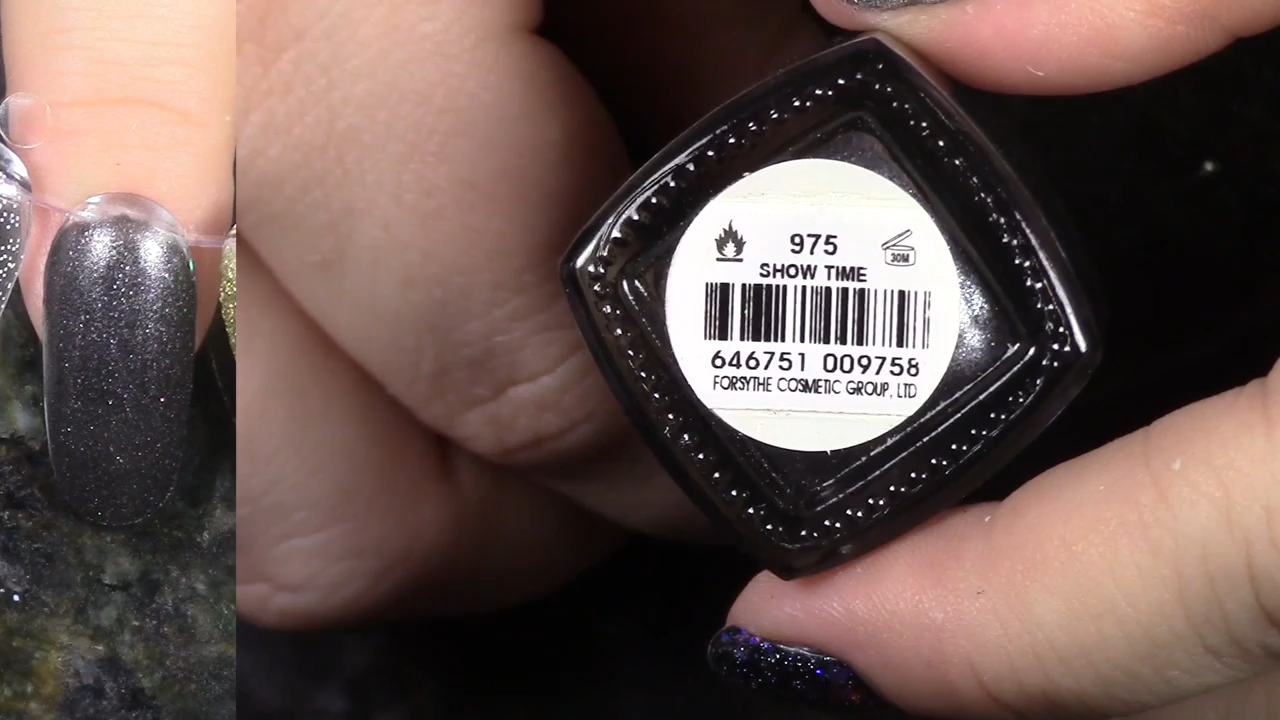 975
30M
SHOW TIME
646751 009758
FORSYTHE COSMETIC GROUP, LTD